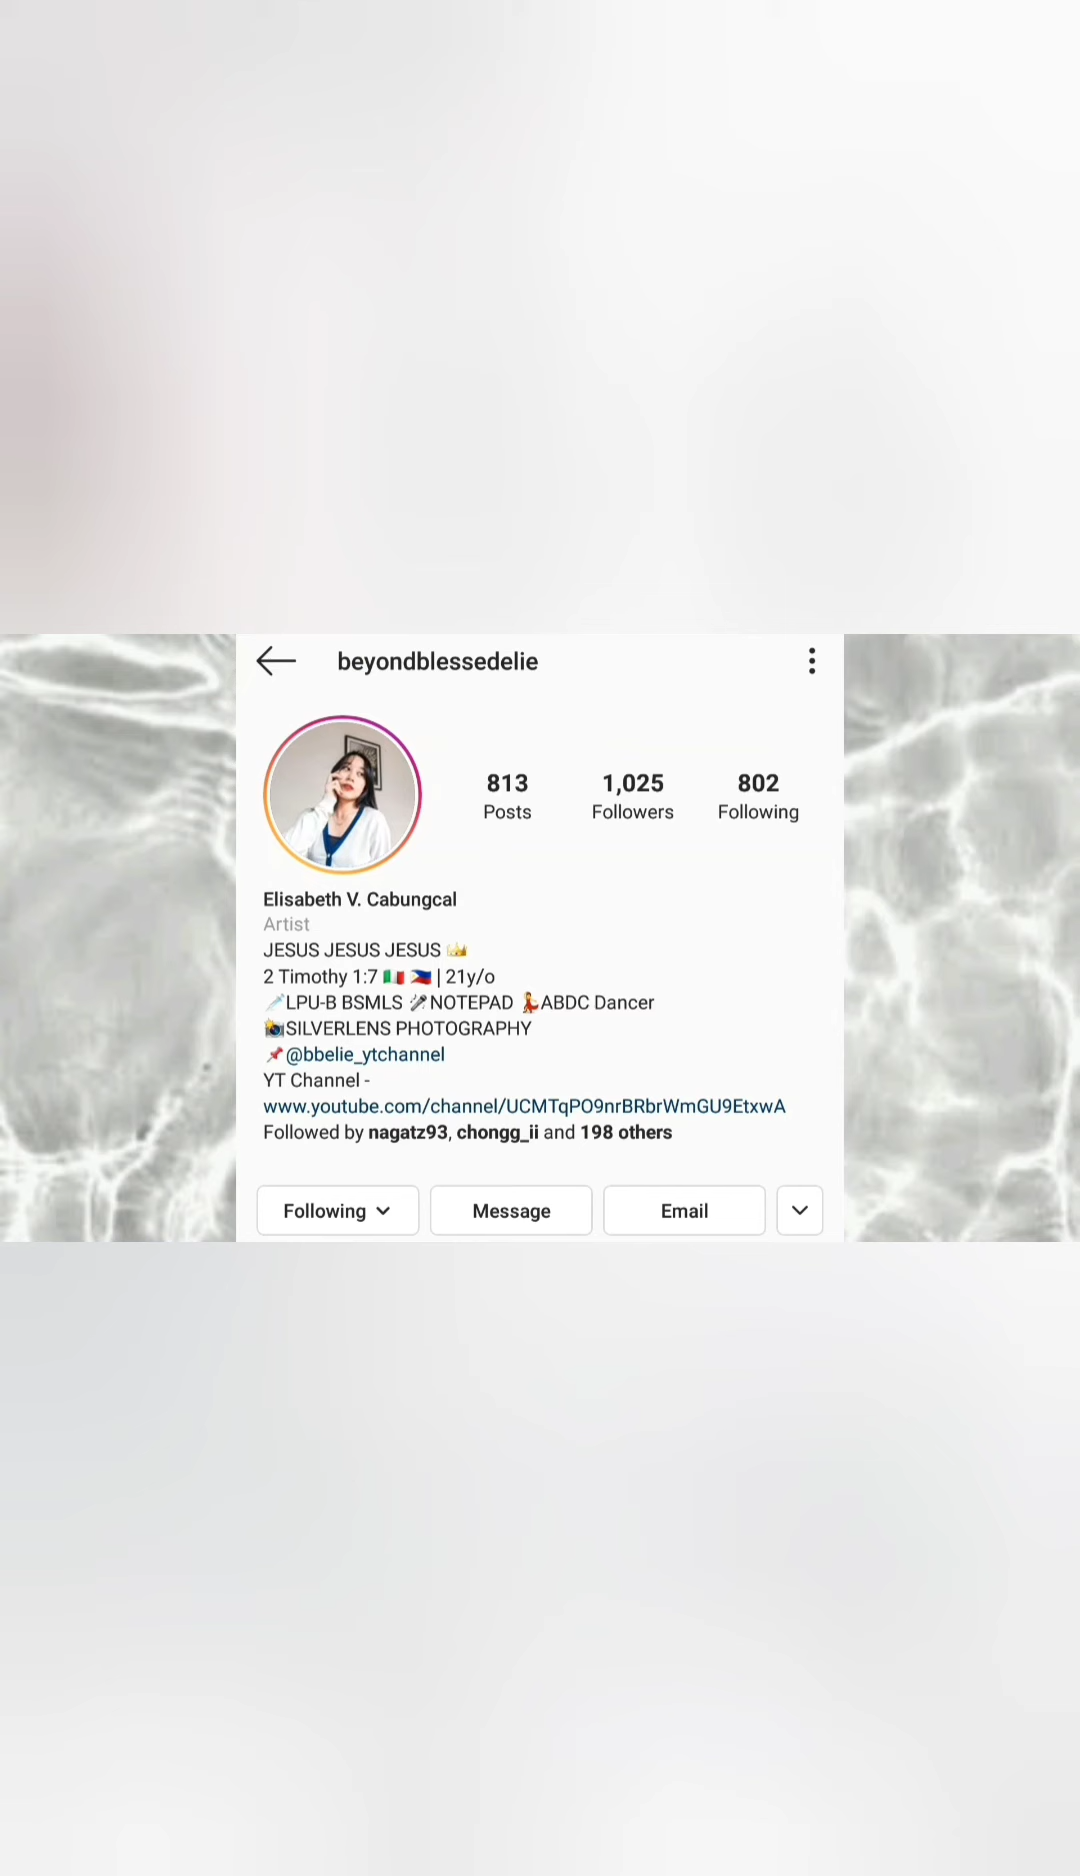 beyondblessedelie
813 1,025 802
Posts Followers Following
Elisabeth V. Cabungcal
Artist
JESUS JESUS JESUS 👑
2 Timothy 1:7 🇮🇹 🇵🇭 | 21y/o
💉LPU-B BSMLS 🎤NOTEPAD 💃ABDC Dancer
📸SILVERLENS PHOTOGRAPHY
📌@bbelie_ytchannel
YT Channel -
www.youtube.com/channel/UCMTqPO9nrBRbrWmGU9EtxwA
Followed by nagatz93, chongg_ii and 198 others
Following Message Email